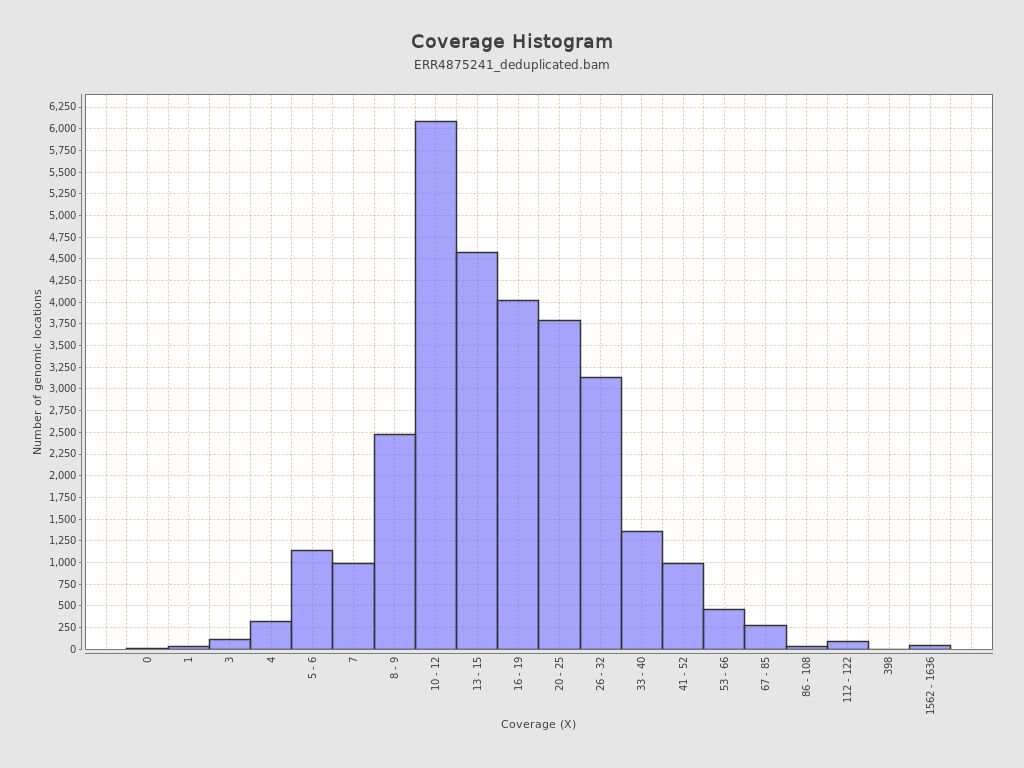 Coverage Histogram
ERR4875241_deduplicated.bam
Number of genomic locations
6,250
6,000
5,750
5,500
5,250
5,000
4,750
4,500
4,250
4,000
3,750
3,500
3,250
3,000
2,750
2,500
2,250
2,000
1,750
1,500
1,250
1,000
750
500
250
0
0
1
3
4
5 - 6
7
8 - 9
10 - 12
13 - 15
16 - 19
20 - 25
26 - 32
33 - 40
41 - 52
53 - 66
67 - 85
86 - 108
112 - 122
398
1562 - 1636
Coverage (X)